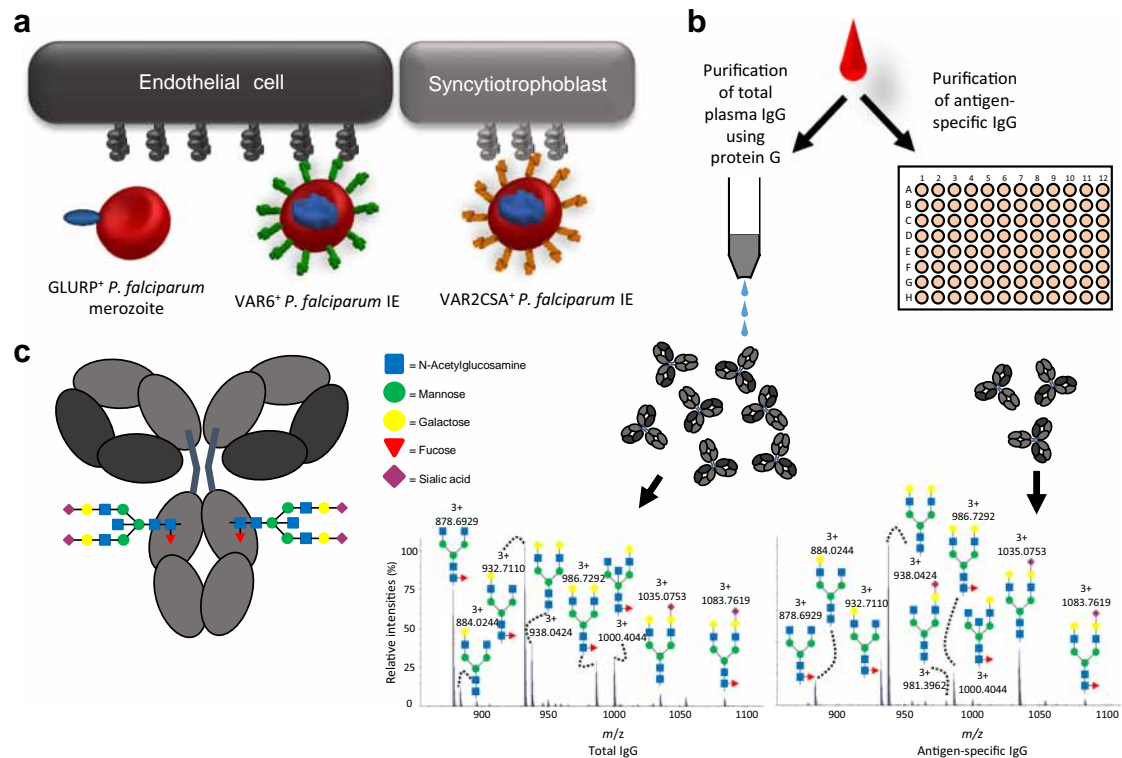 a
Endothelial cell
Syncytiotrophoblast
GLURP⁺ P. falciparum
merozoite
VAR6⁺ P. falciparum IE
VAR2CSA⁺ P. falciparum IE
b
Purification
of total
plasma IgG
using
protein G
Purification
of antigen-
specific IgG
1 2 3 4 5 6 7 8 9 10 11 12
A
B
C
D
E
F
G
H
c
= N-Acetylglucosamine
= Mannose
= Galactose
= Fucose
= Sialic acid
Relative intensities (%)
100
75
50
25
0
3+
878.6929
3+
884.0244
3+
932.7110
3+
938.0424
3+
986.7292
3+
1000.4044
3+
1035.0753
3+
1083.7619
900 950 1000 1050 1100
m/z
Total IgG
3+
878.6929
3+
884.0244
3+
932.7110
3+
938.0424
3+
981.3962
3+
986.7292
3+
1000.4044
3+
1035.0753
3+
1083.7619
900 950 1000 1050 1100
m/z
Antigen-specific IgG